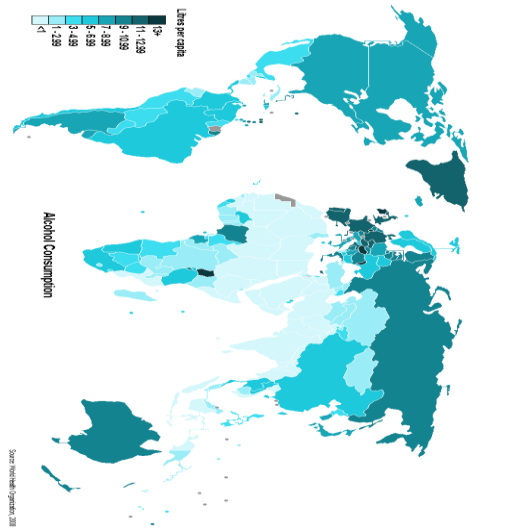 Alcohol Consumption
Litres per capita
13+
11 - 12.99
9 - 10.99
7 - 8.99
5 - 6.99
3 - 4.99
1 - 2.99
<1
Source: World Health Organization, 2008